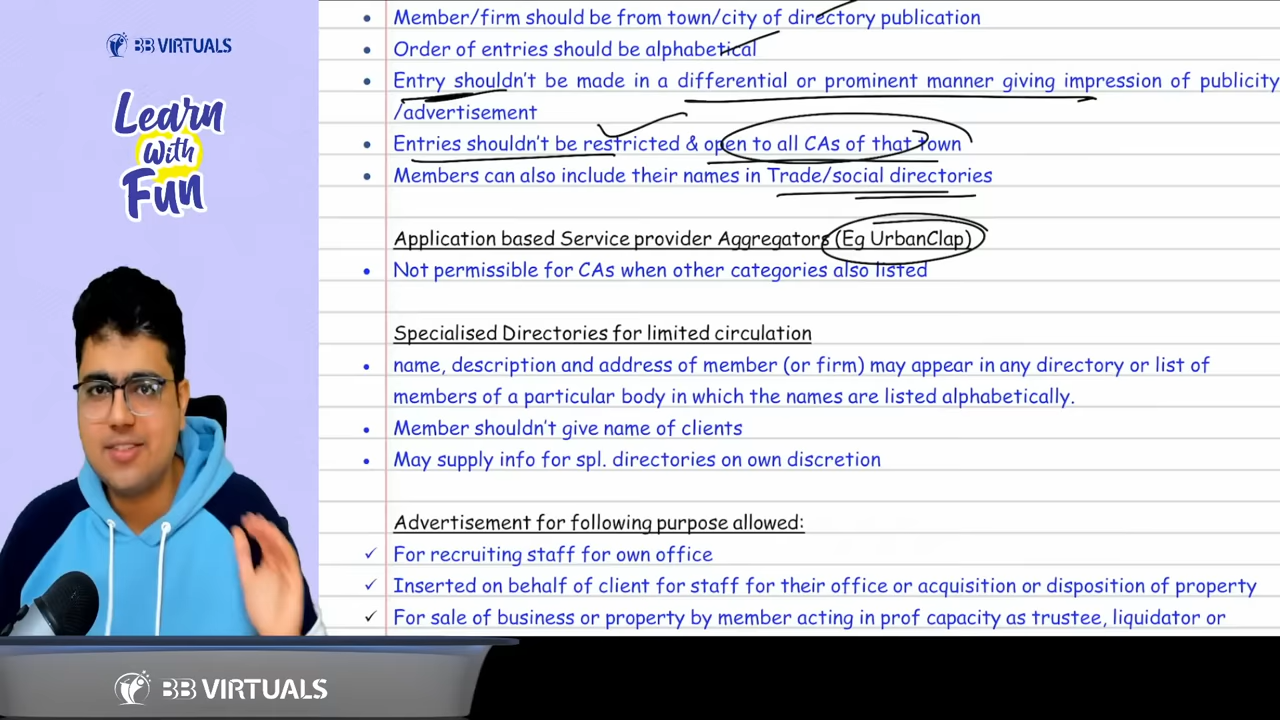 BB VIRTUALS
Learn
With
Fun
• Member/firm should be from town/city of directory publication
• Order of entries should be alphabetical
• Entry shouldn't be made in a differential or prominent manner giving impression of publicity
/advertisement
• Entries shouldn't be restricted & open to all CAs of that town
• Members can also include their names in Trade/social directories
Application based Service provider Aggregators (Eg UrbanClap)
• Not permissible for CAs when other categories also listed
Specialised Directories for limited circulation
• name, description and address of member (or firm) may appear in any directory or list of
members of a particular body in which the names are listed alphabetically.
• Member shouldn't give name of clients
• May supply info for spl. directories on own discretion
Advertisement for following purpose allowed:
✓ For recruiting staff for own office
✓ Inserted on behalf of client for staff for their office or acquisition or disposition of property
✓ For sale of business or property by member acting in prof capacity as trustee, liquidator or
BB VIRTUALS